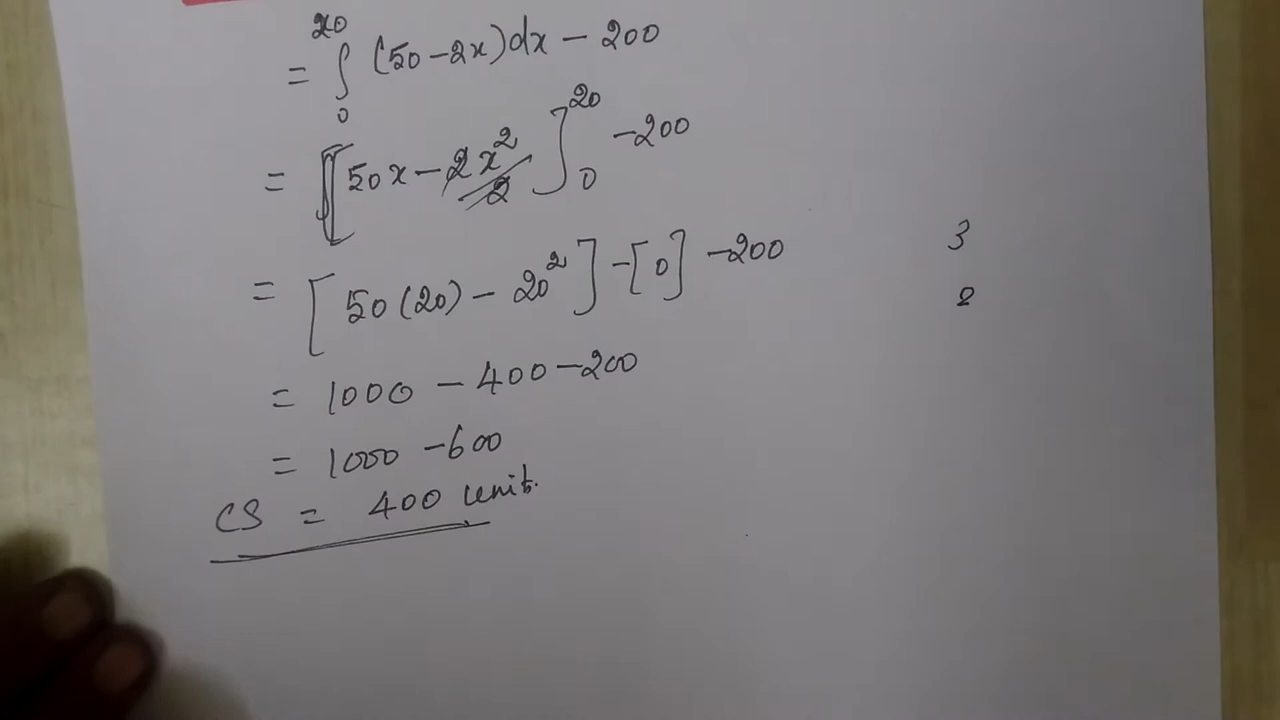 = ∫₀²⁰ (50-2x)dx - 200
= [50x - 2x²/2]₀²⁰ -200
= [50(20) - 20²] - [0] -200
3
2
= 1000 - 400 -200
= 1000 -600
CS = 400 unit.